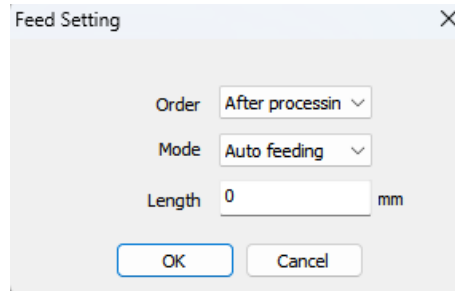 Feed Setting
Order After processin
Mode Auto feeding
Length 0 mm
OK Cancel